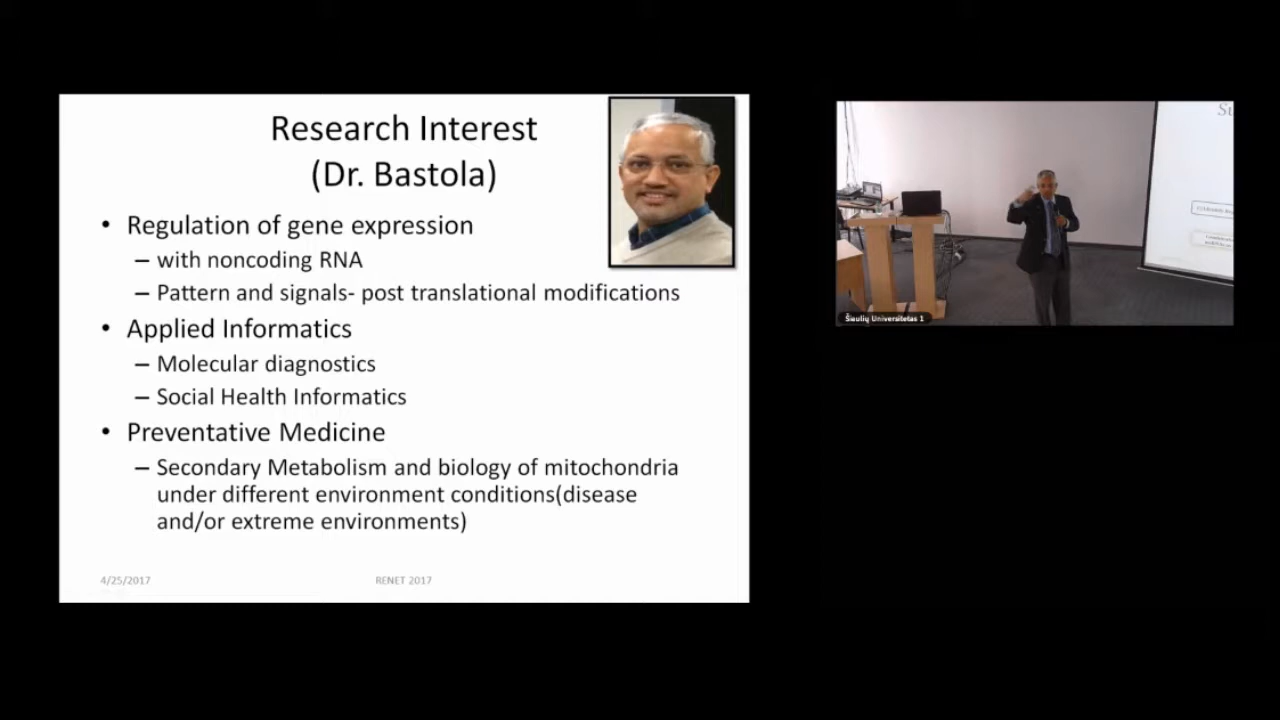 Research Interest
(Dr. Bastola)
• Regulation of gene expression
– with noncoding RNA
– Pattern and signals- post translational modifications
• Applied Informatics
– Molecular diagnostics
– Social Health Informatics
• Preventative Medicine
– Secondary Metabolism and biology of mitochondria
under different environment conditions(disease
and/or extreme environments)
4/25/2017
RENET 2017
Šiaulių Universitetas 1